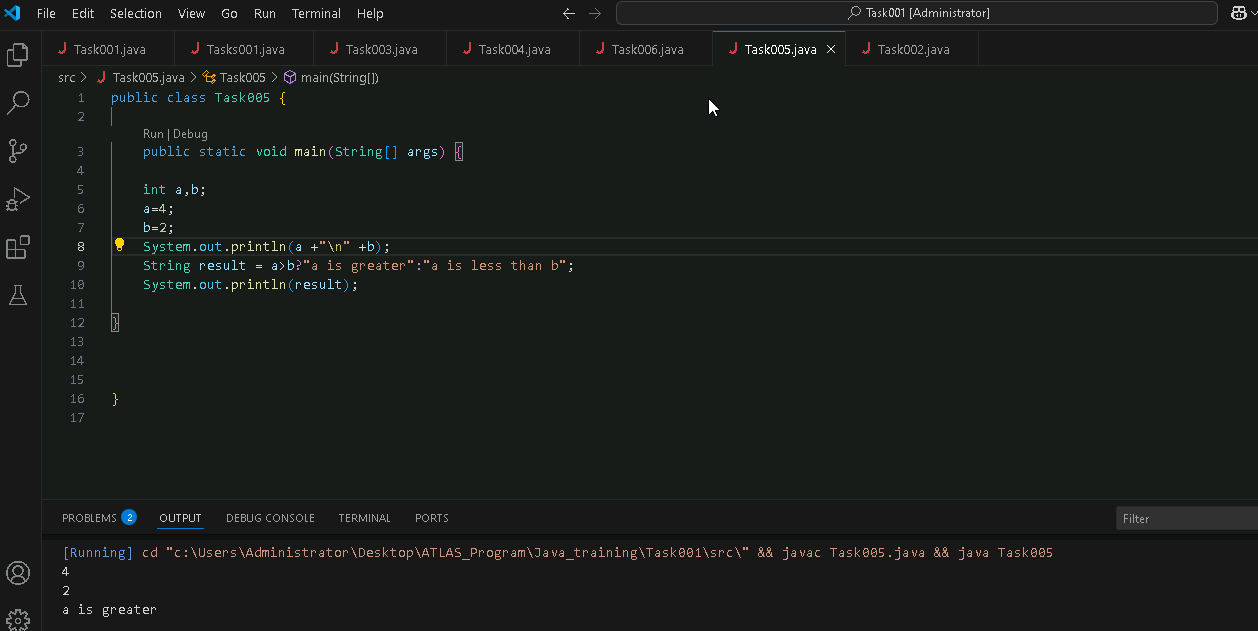 File Edit Selection View Go Run Terminal Help
Task001 [Administrator]
Task001.java Tasks001.java Task003.java Task004.java Task006.java Task005.java Task002.java
src > Task005.java > Task005 > main(String[])
1 public class Task005 {
2
Run | Debug
3 public static void main(String[] args) {
4
5 int a,b;
6 a=4;
7 b=2;
8 System.out.println(a +"\n" +b);
9 String result = a>b?"a is greater":"a is less than b";
10 System.out.println(result);
11
12 }
13
14
15
16 }
17
PROBLEMS 2 OUTPUT DEBUG CONSOLE TERMINAL PORTS
Filter
[Running] cd "c:\Users\Administrator\Desktop\ATLAS_Program\Java_training\Task001\src\" && javac Task005.java && java Task005
4
2
a is greater